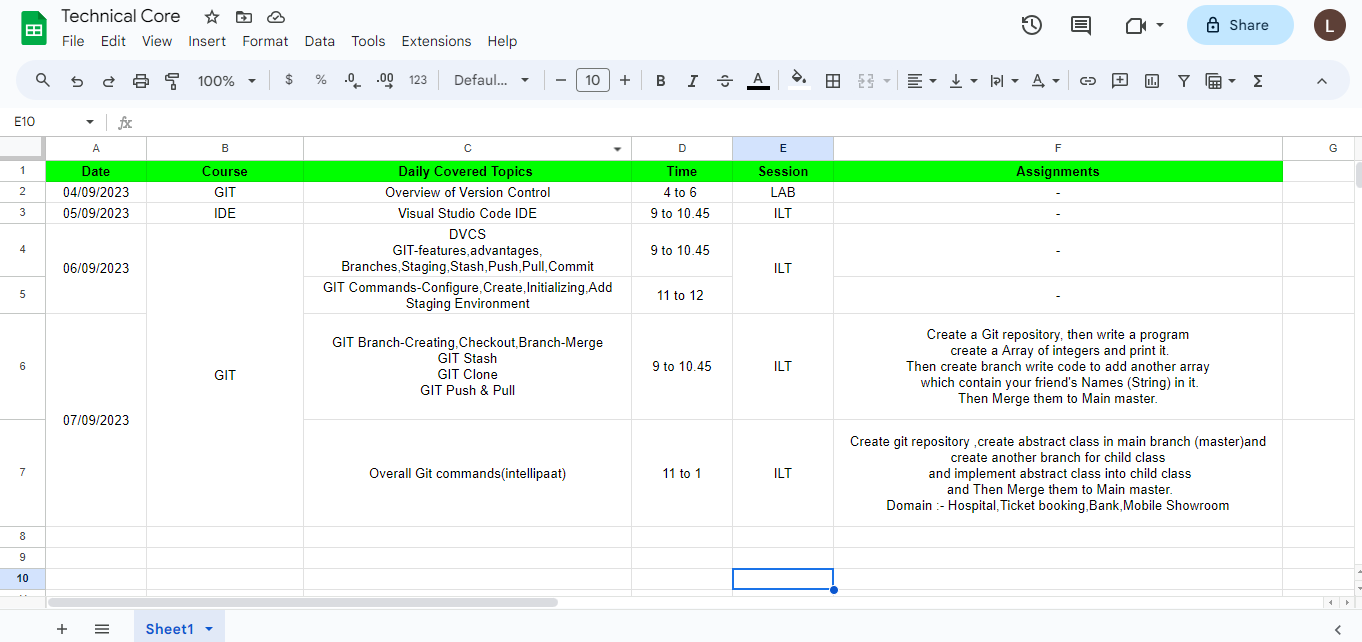 Technical Core
File Edit View Insert Format Data Tools Extensions Help
Share
L
100% $ % .0 .00 123 Defaul... − 10 + B I S A
E10 fx
A B C D E F G
1 Date Course Daily Covered Topics Time Session Assignments
2 04/09/2023 GIT Overview of Version Control 4 to 6 LAB -
3 05/09/2023 IDE Visual Studio Code IDE 9 to 10.45 ILT -
4
06/09/2023
DVCS
GIT-features,advantages,
Branches,Staging,Stash,Push,Pull,Commit
9 to 10.45
ILT
-
5
GIT Commands-Configure,Create,Initializing,Add
Staging Environment
11 to 12
-
6
07/09/2023
GIT
GIT Branch-Creating,Checkout,Branch-Merge
GIT Stash
GIT Clone
GIT Push & Pull
9 to 10.45
ILT
Create a Git repository, then write a program
create a Array of integers and print it.
Then create branch write code to add another array
which contain your friend's Names (String) in it.
Then Merge them to Main master.
7
Overall Git commands(intellipaat)
11 to 1
ILT
Create git repository ,create abstract class in main branch (master)and
create another branch for child class
and implement abstract class into child class
and Then Merge them to Main master.
Domain :- Hospital,Ticket booking,Bank,Mobile Showroom
8
9
10
Sheet1